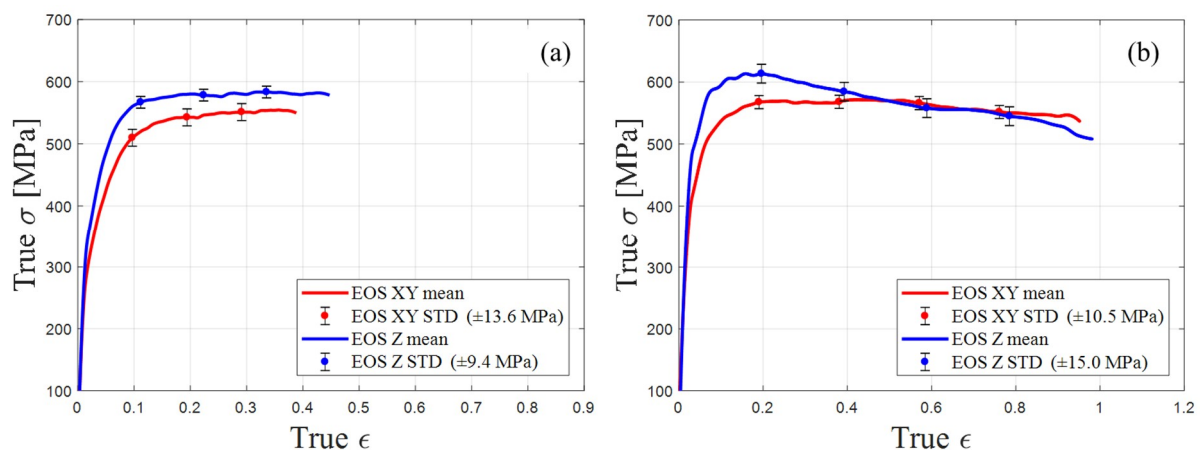 700
600
500
400
300
200
100
0
0.1
0.2
0.3
0.4
0.5
0.6
0.7
0.8
0.9
True σ [MPa]
True ϵ
(a)
EOS XY mean
EOS XY STD (±13.6 MPa)
EOS Z mean
EOS Z STD (±9.4 MPa)
700
600
500
400
300
200
100
0
0.2
0.4
0.6
0.8
1
1.2
True σ [MPa]
True ϵ
(b)
EOS XY mean
EOS XY STD (±10.5 MPa)
EOS Z mean
EOS Z STD (±15.0 MPa)